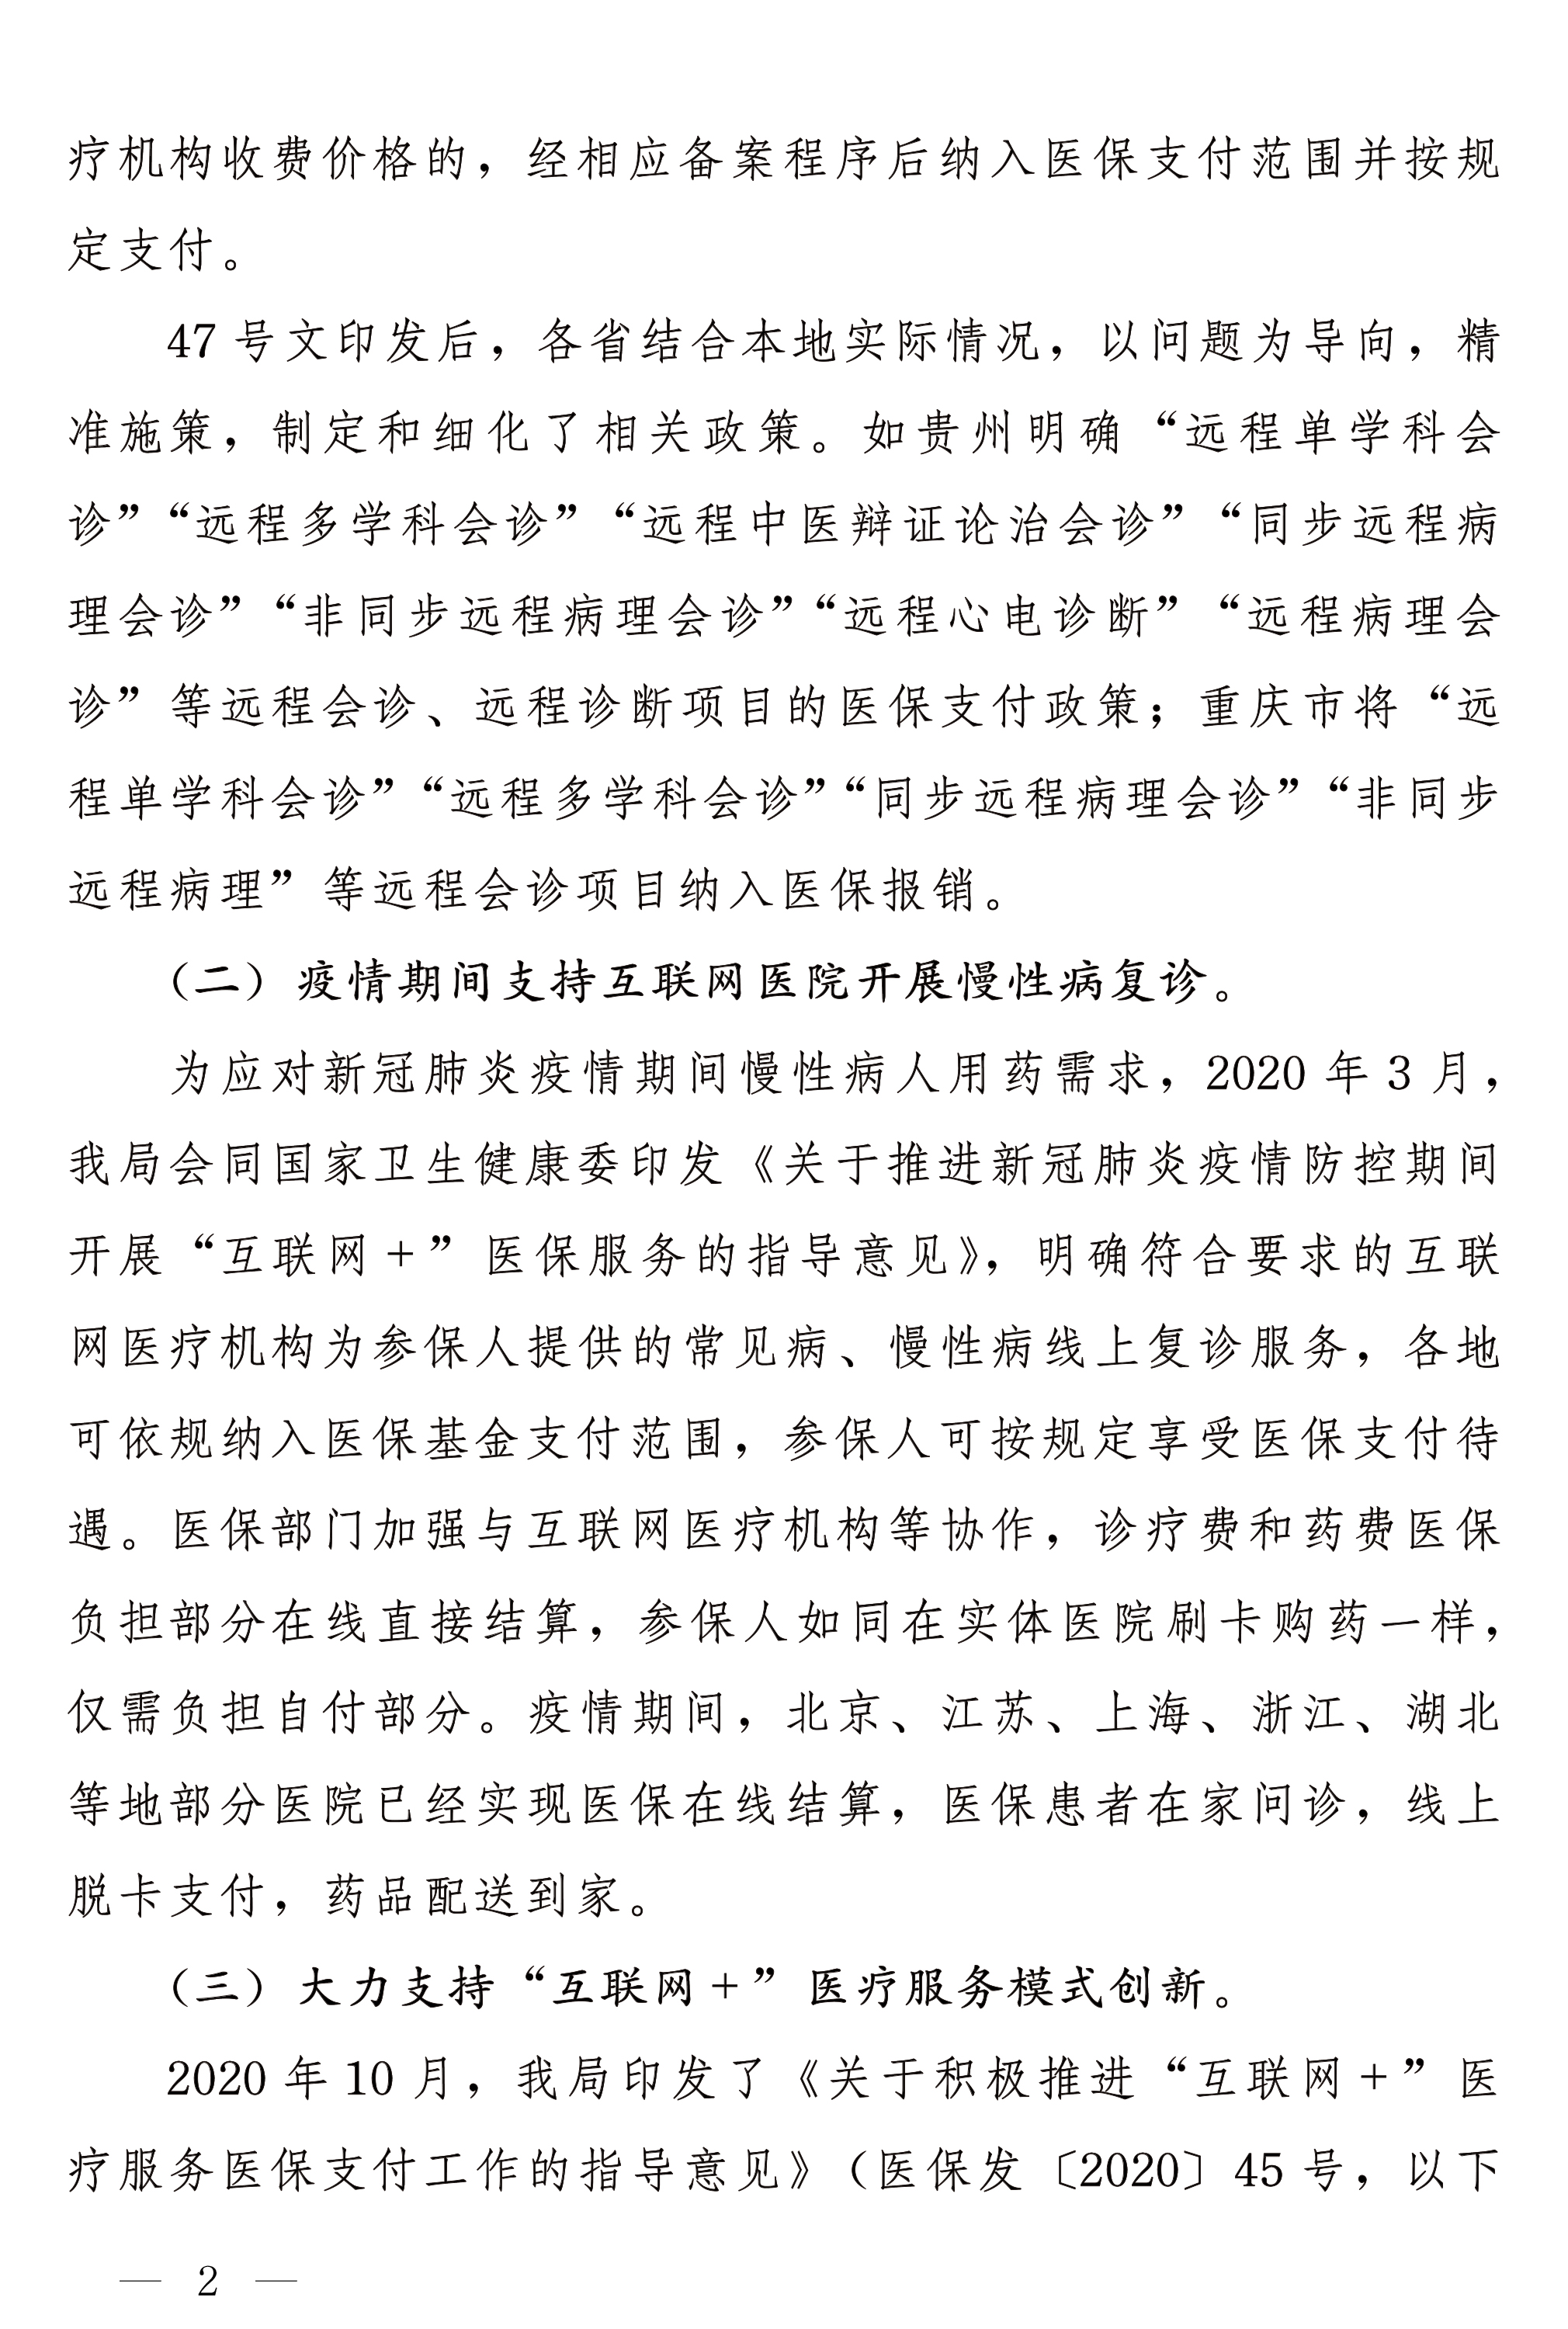 疗机构收费价格的，经相应备案程序后纳入医保支付范围并按规
定支付。
47 号文印发后，各省结合本地实际情况，以问题为导向，精
准施策，制定和细化了相关政策。如贵州明确“远程单学科会
诊”“远程多学科会诊”“远程中医辩证论治会诊”“同步远程病
理会诊”“非同步远程病理会诊”“远程心电诊断”“远程病理会
诊”等远程会诊、远程诊断项目的医保支付政策；重庆市将“远
程单学科会诊”“远程多学科会诊”“同步远程病理会诊”“非同步
远程病理”等远程会诊项目纳入医保报销。
（二）疫情期间支持互联网医院开展慢性病复诊。
为应对新冠肺炎疫情期间慢性病人用药需求，2020 年 3 月，
我局会同国家卫生健康委印发《关于推进新冠肺炎疫情防控期间
开展“互联网＋”医保服务的指导意见》，明确符合要求的互联
网医疗机构为参保人提供的常见病、慢性病线上复诊服务，各地
可依规纳入医保基金支付范围，参保人可按规定享受医保支付待
遇。医保部门加强与互联网医疗机构等协作，诊疗费和药费医保
负担部分在线直接结算，参保人如同在实体医院刷卡购药一样，
仅需负担自付部分。疫情期间，北京、江苏、上海、浙江、湖北
等地部分医院已经实现医保在线结算，医保患者在家问诊，线上
脱卡支付，药品配送到家。
（三）大力支持“互联网＋”医疗服务模式创新。
2020 年 10 月，我局印发了《关于积极推进“互联网＋”医
疗服务医保支付工作的指导意见》（医保发〔2020〕45 号，以下
— 2 —